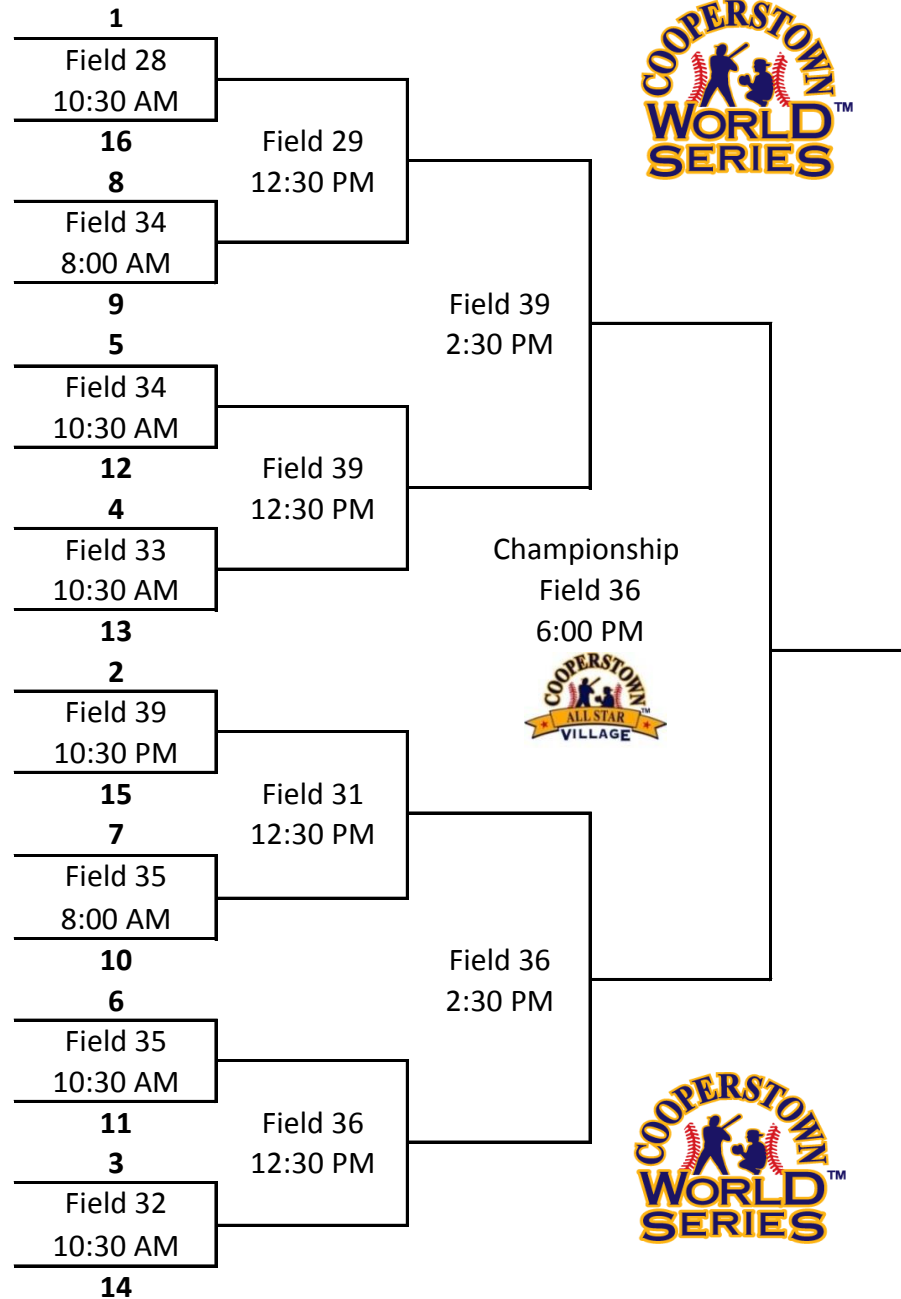 1
Field 28
10:30 AM
16
8
Field 34
8:00 AM
9
5
Field 34
10:30 AM
12
4
Field 33
10:30 AM
13
2
Field 39
10:30 PM
15
7
Field 35
8:00 AM
10
6
Field 35
10:30 AM
11
3
Field 32
10:30 AM
14
Field 29
12:30 PM
Field 39
12:30 PM
Field 31
12:30 PM
Field 36
12:30 PM
Field 39
2:30 PM
Field 36
2:30 PM
Championship
Field 36
6:00 PM
COOPERSTOWN
ALL STAR
VILLAGE™
COOPERSTOWN
WORLD™
SERIES
COOPERSTOWN
WORLD™
SERIES